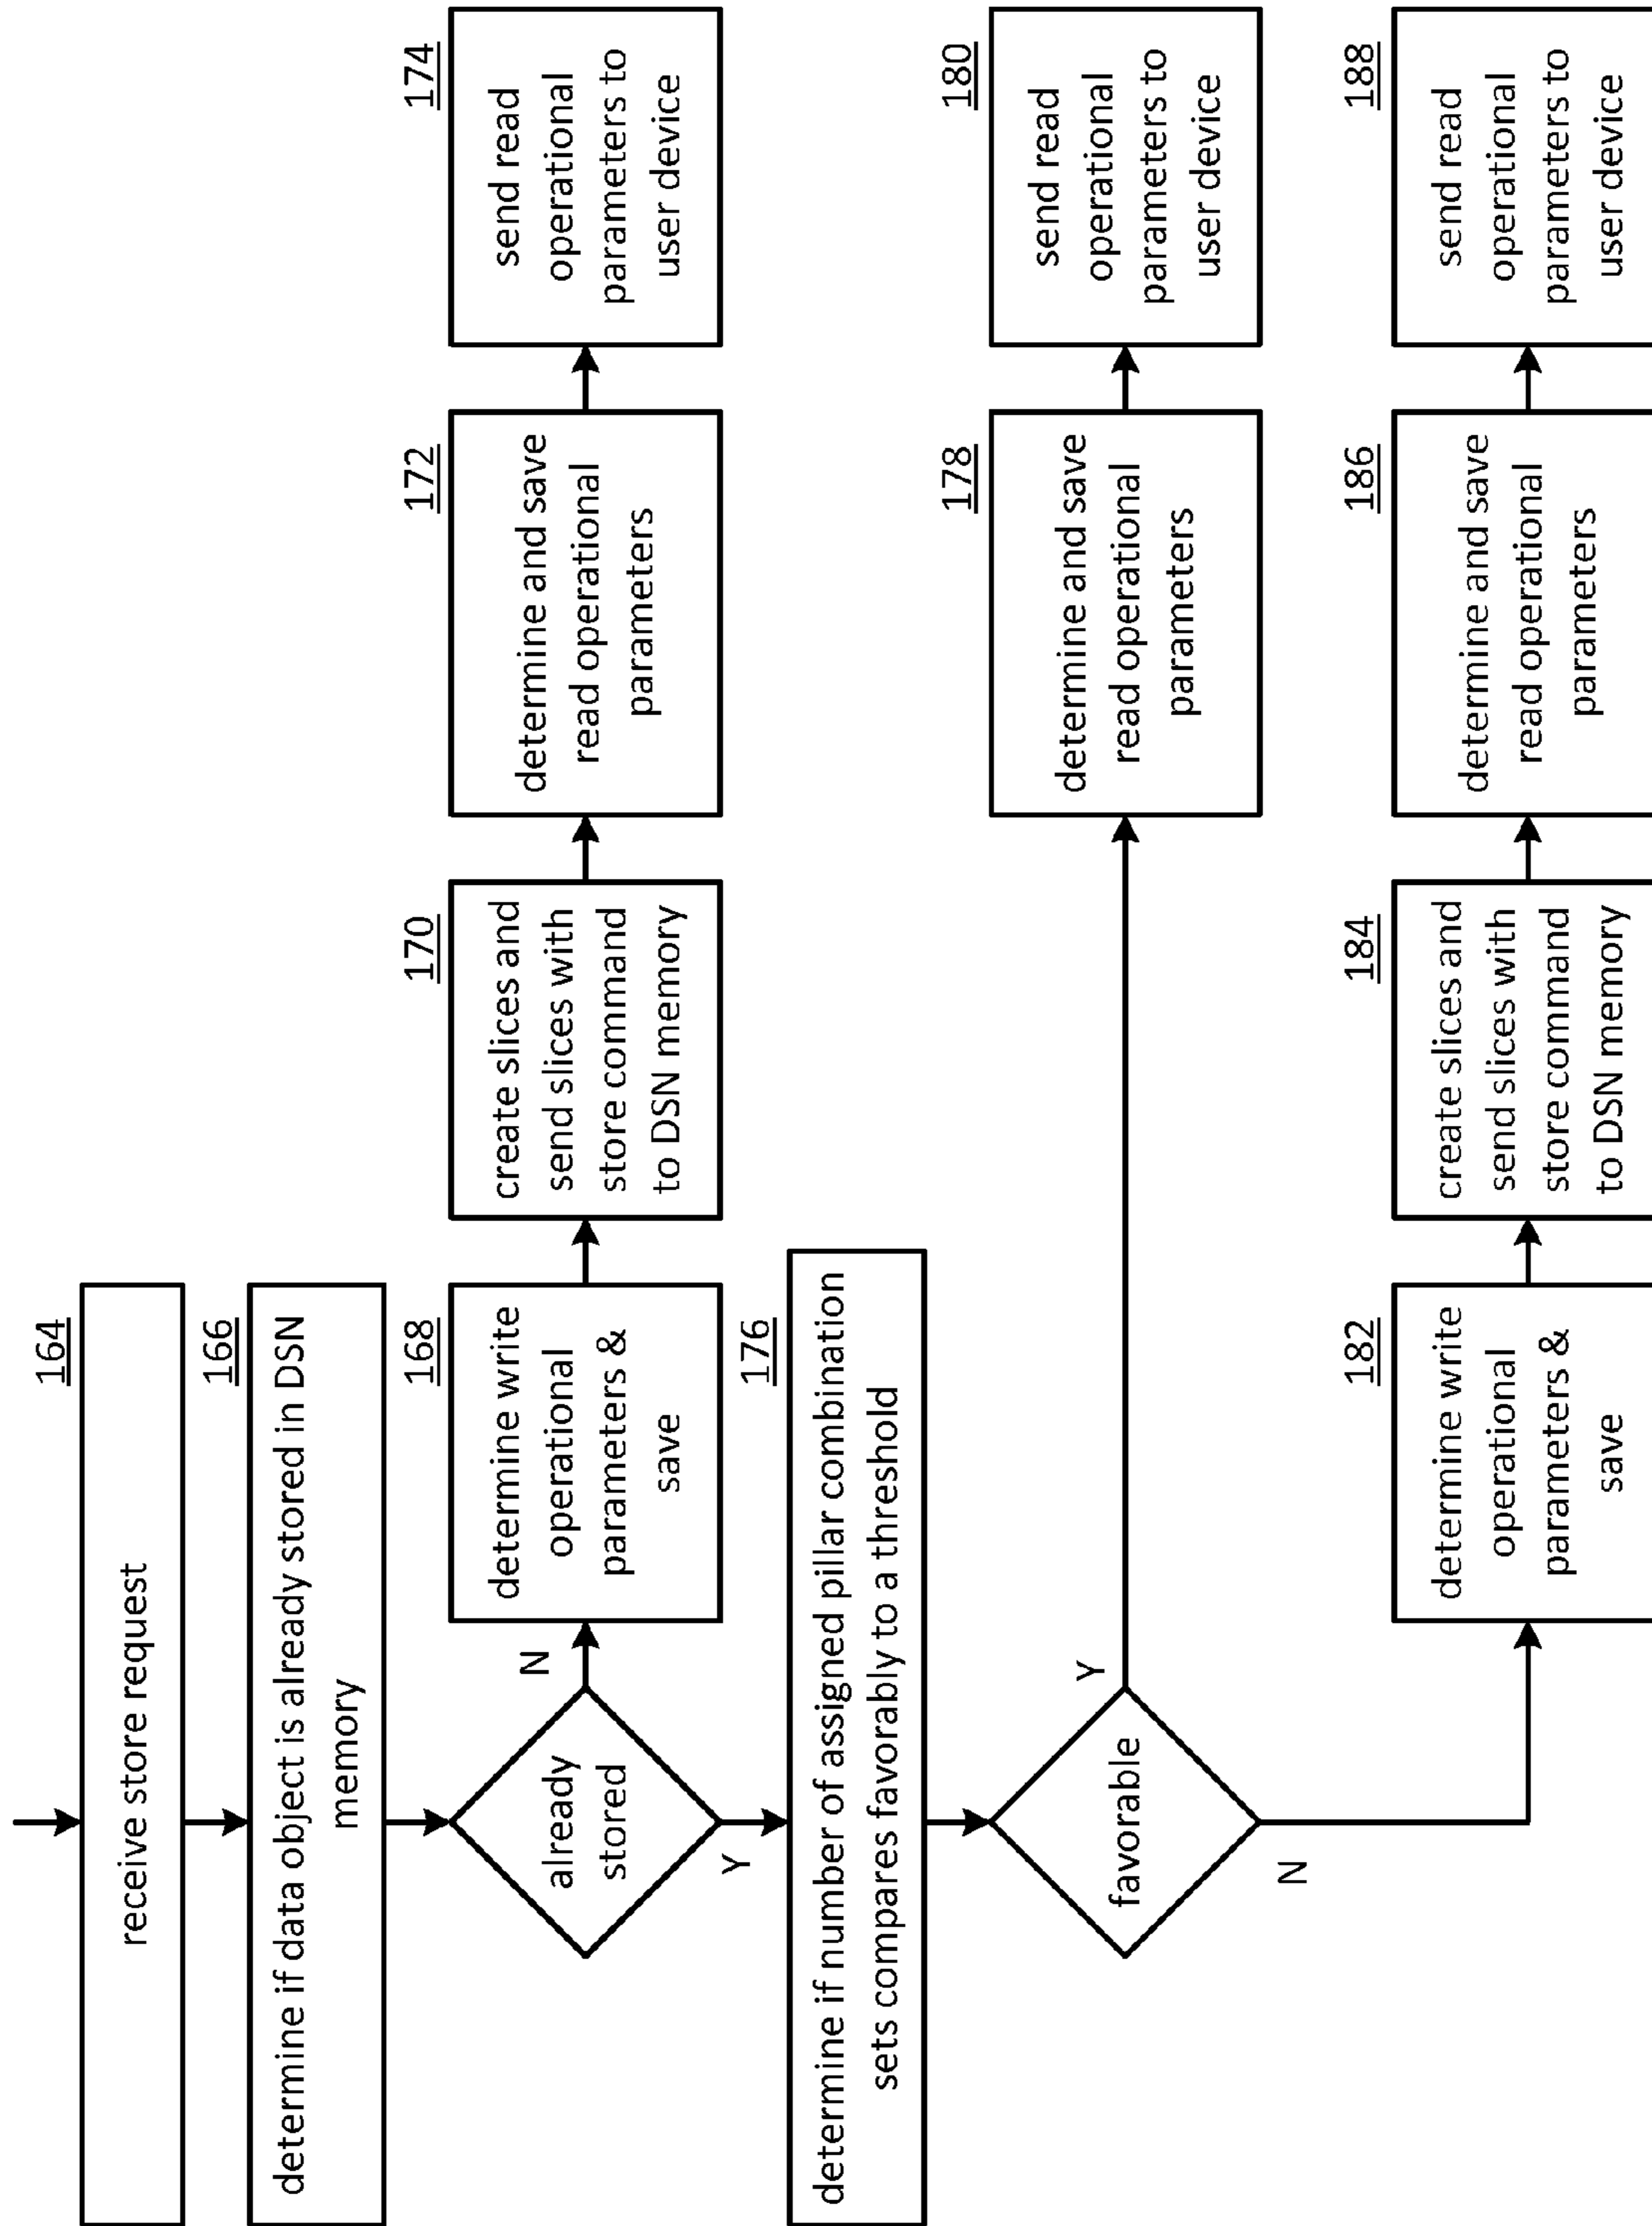 164
receive store request
166
determine if data object is already stored in DSN
memory
already
stored
N
Y
168
determine write
operational
parameters &
save
170
create slices and
send slices with
store command
to DSN memory
172
determine and save
read operational
parameters
174
send read
operational
parameters to
user device
176
determine if number of assigned pillar combination
sets compares favorably to a threshold
favorable
Y
N
178
determine and save
read operational
parameters
180
send read
operational
parameters to
user device
182
determine write
operational
parameters &
save
184
create slices and
send slices with
store command
to DSN memory
186
determine and save
read operational
parameters
188
send read
operational
parameters to
user device